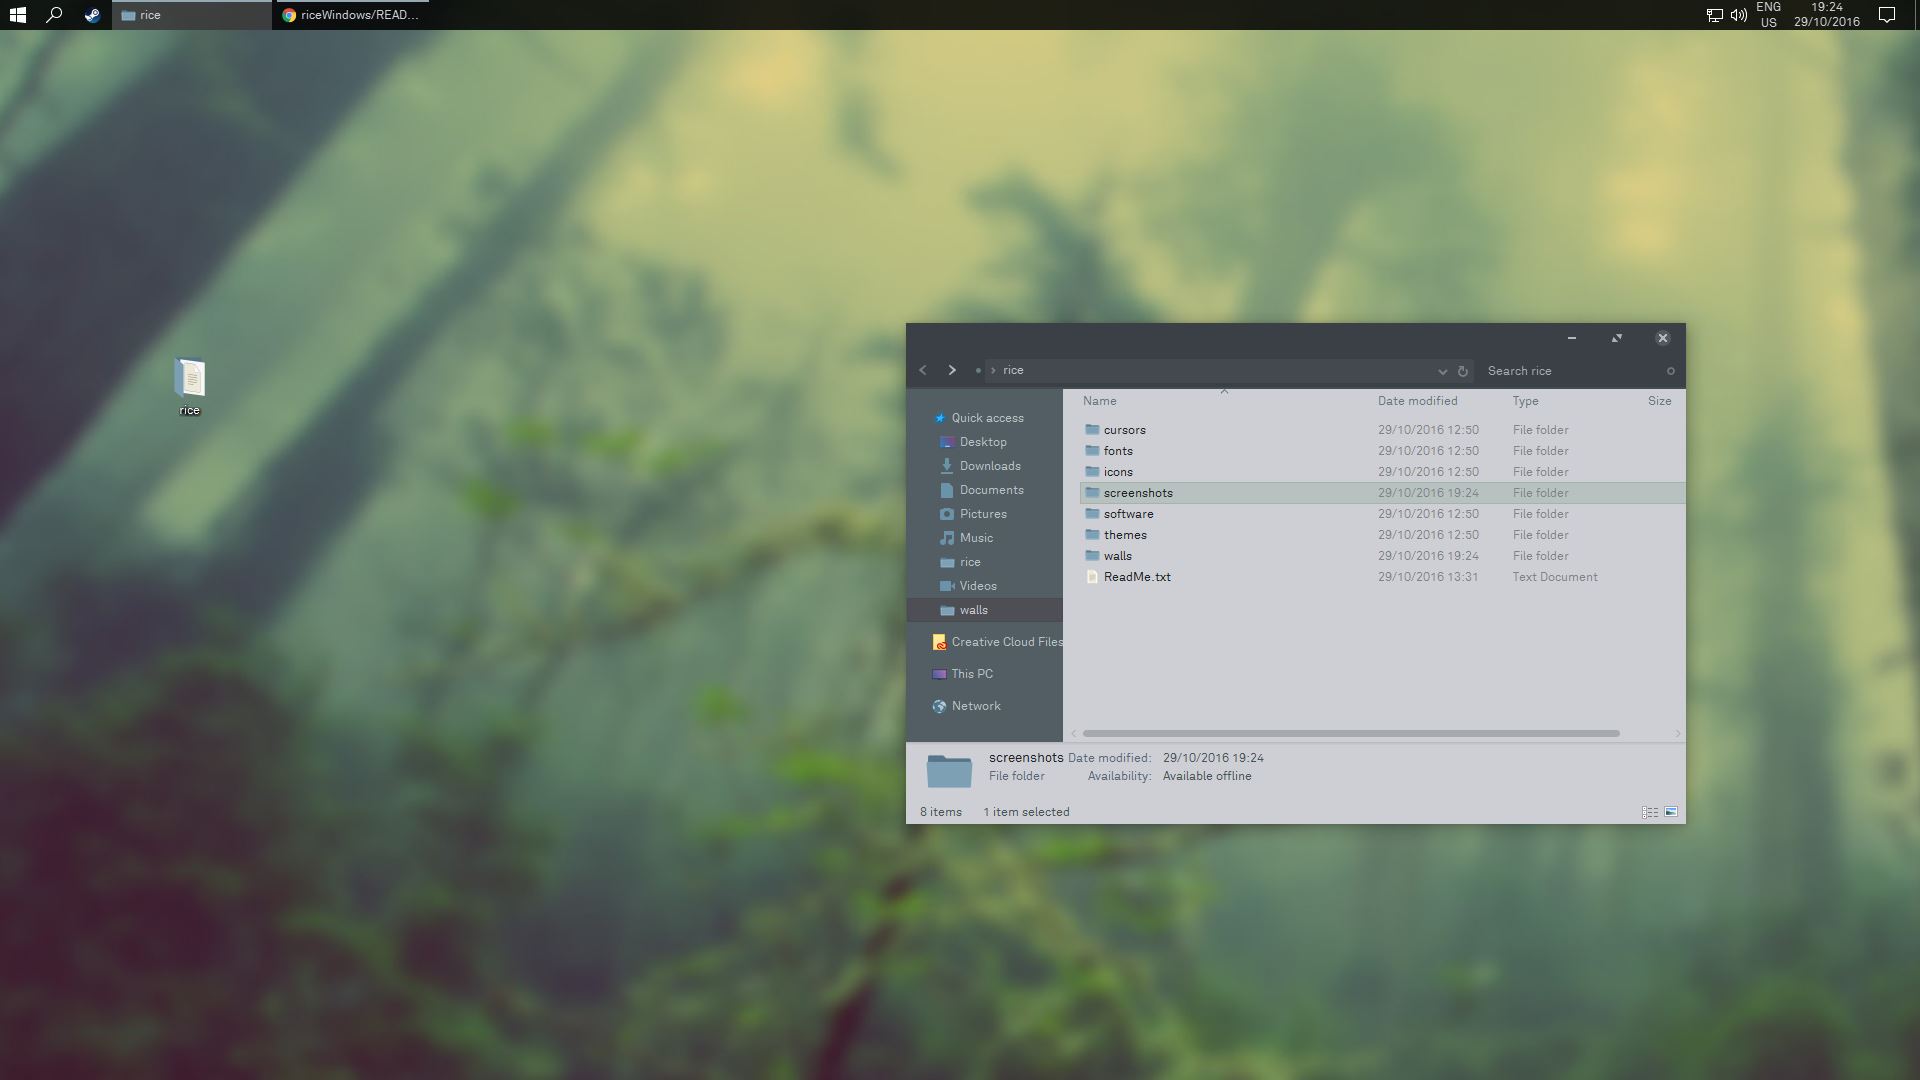 rice
riceWindows/READ...
ENG
US
19:24
29/10/2016
rice
rice
Search rice
Quick access
Desktop
Downloads
Documents
Pictures
Music
rice
Videos
walls
Creative Cloud Files
This PC
Network
Name Date modified Type Size
cursors 29/10/2016 12:50 File folder
fonts 29/10/2016 12:50 File folder
icons 29/10/2016 12:50 File folder
screenshots 29/10/2016 19:24 File folder
software 29/10/2016 12:50 File folder
themes 29/10/2016 12:50 File folder
walls 29/10/2016 19:24 File folder
ReadMe.txt 29/10/2016 13:31 Text Document
screenshots Date modified: 29/10/2016 19:24
File folder Availability: Available offline
8 items 1 item selected